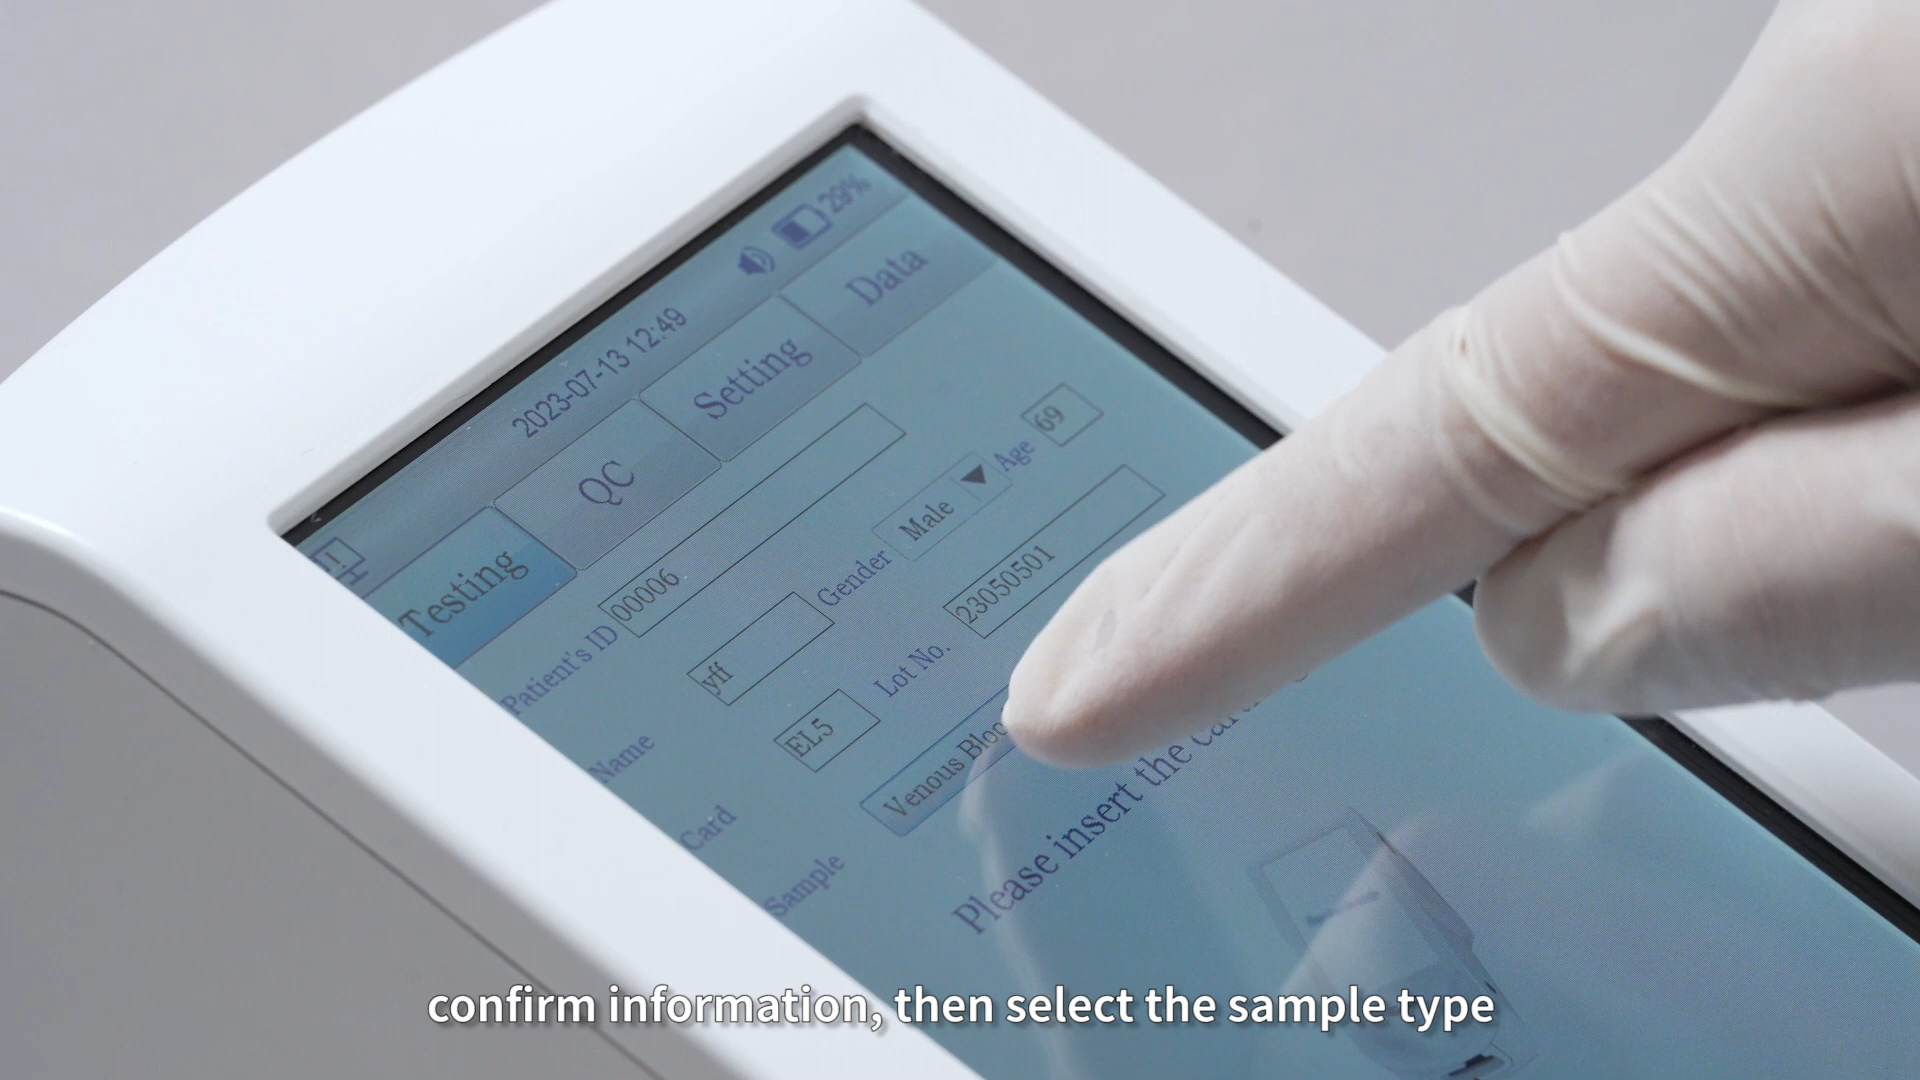 2023-07-13 12:49
29%
Testing
QC
Setting
Data
Patient's ID 00006
Name yff Gender Male Age 69
Card EL5 Lot No. 23050501
Sample Venous
Please insert the
confirm information, then select the sample type